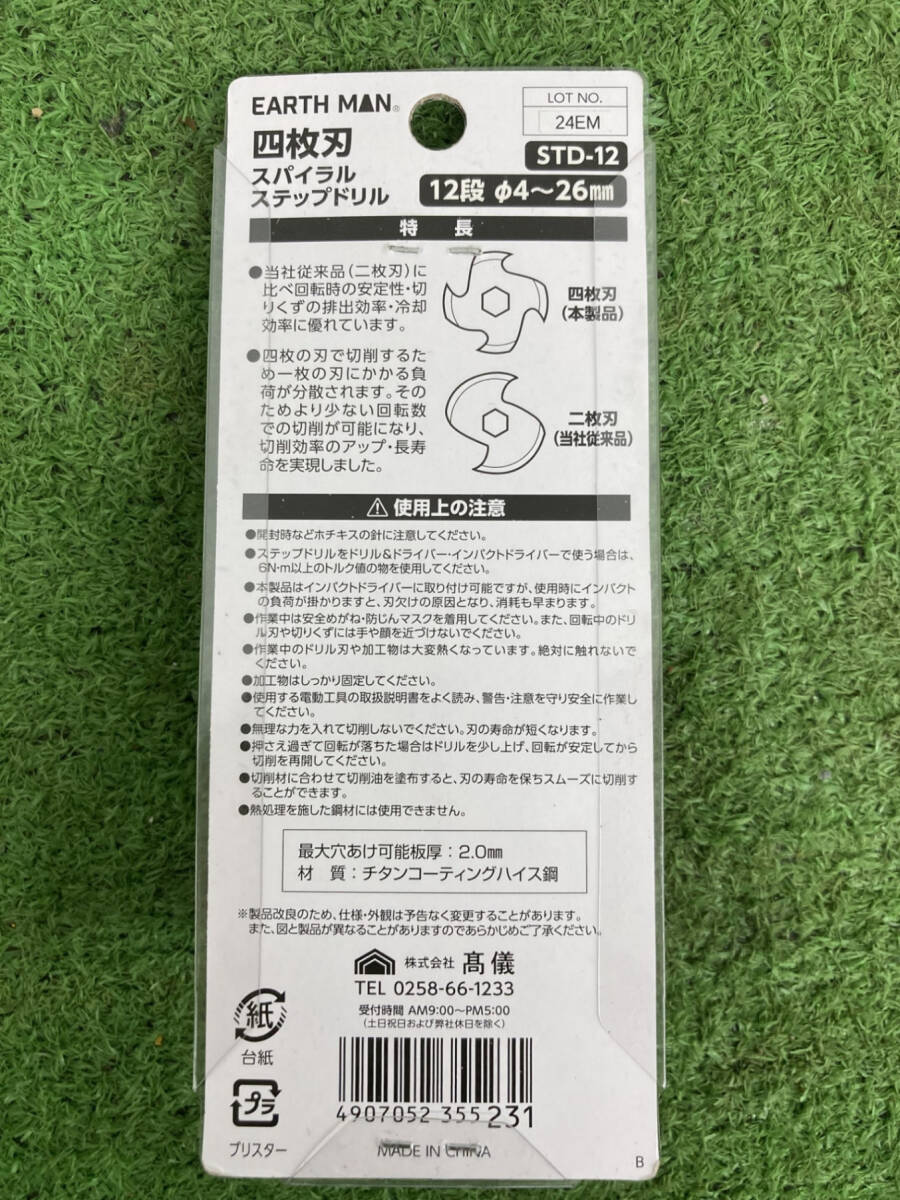 EARTH MAN®
LOT NO.
24EM
四枚刃
スパイラル
ステップドリル
STD-12
12段 φ4～26mm
特 長
●当社従来品(二枚刃)に
比べ回転時の安定性・切
りくずの排出効率・冷却
効率に優れています。
四枚刃
(本製品)
●四枚の刃で切削するた
め一枚の刃にかかる負
荷が分散されます。その
ためより少ない回転数
での切削が可能になり、
切削効率のアップ・長寿
命を実現しました。
二枚刃
(当社従来品)
⚠使用上の注意
●開封時などホチキスの針に注意してください。
●ステップドリルをドリル&ドライバー・インパクトドライバーで使う場合は、
6N・m以上のトルク値の物を使用してください。
●本製品はインパクトドライバーに取り付け可能ですが、使用時にインパクト
の負荷が掛かりますと、刃欠けの原因となり、消耗も早まります。
●作業中は安全めがね・防じんマスクを着用してください。また、回転中のドリ
ル刃や切りくずには手や顔を近づけないでください。
●作業中のドリル刃や加工物は大変熱くなっています。絶対に触れないで
ください。
●加工物はしっかり固定してください。
●使用する電動工具の取扱説明書をよく読み、警告・注意を守り安全に作業し
てください。
●無理な力を入れて切削しないでください。刃の寿命が短くなります。
●押さえ過ぎて回転が落ちた場合はドリルを少し上げ、回転が安定してから
切削を再開してください。
●切削材に合わせて切削油を塗布すると、刃の寿命を保ちスムーズに切削す
ることができます。
●熱処理を施した鋼材には使用できません。
最大穴あけ可能板厚：2.0mm
材 質：チタンコーティングハイス鋼
※製品改良のため、仕様・外観は予告なく変更することがあります。
また、図と製品が異なることがありますのであらかじめご了承ください。
株式会社 髙儀
TEL 0258-66-1233
受付時間 AM9:00～PM5:00
(土日祝日および弊社休日を除く)
紙
台紙
プラ
ブリスター
4907052 355231
MADE IN CHINA
B